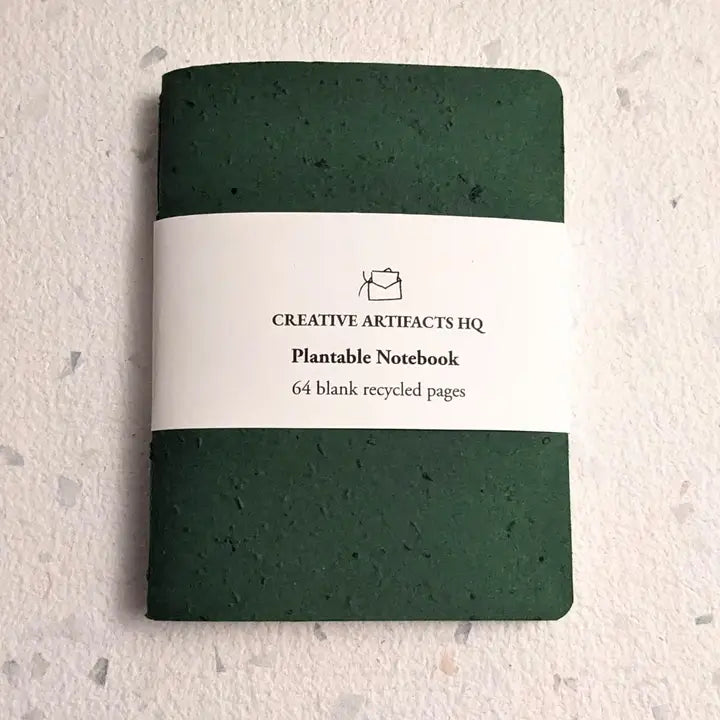 CREATIVE ARTIFACTS HQ
Plantable Notebook
64 blank recycled pages